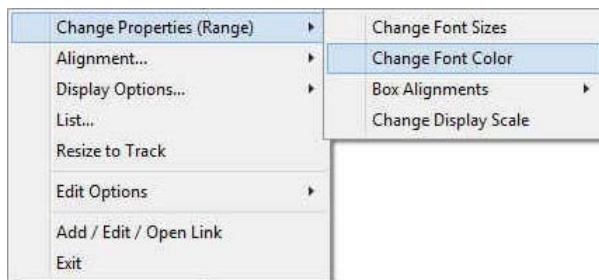 Change Properties (Range)
Alignment...
Display Options...
List...
Resize to Track
Edit Options
Add / Edit / Open Link
Exit
Change Font Sizes
Change Font Color
Box Alignments
Change Display Scale